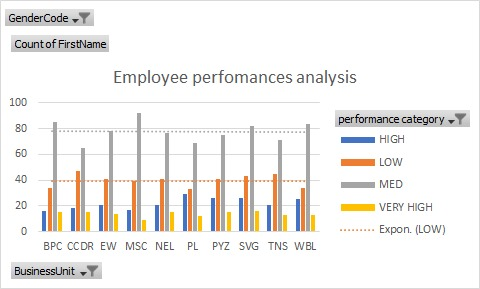 GenderCode
Count of FirstName
Employee perfomances analysis
100
80
60
40
20
0
BPC CCDR EW MSC NEL PL PYZ SVG TNS WBL
performance category
HIGH
LOW
MED
VERY HIGH
Expon. (LOW)
BusinessUnit